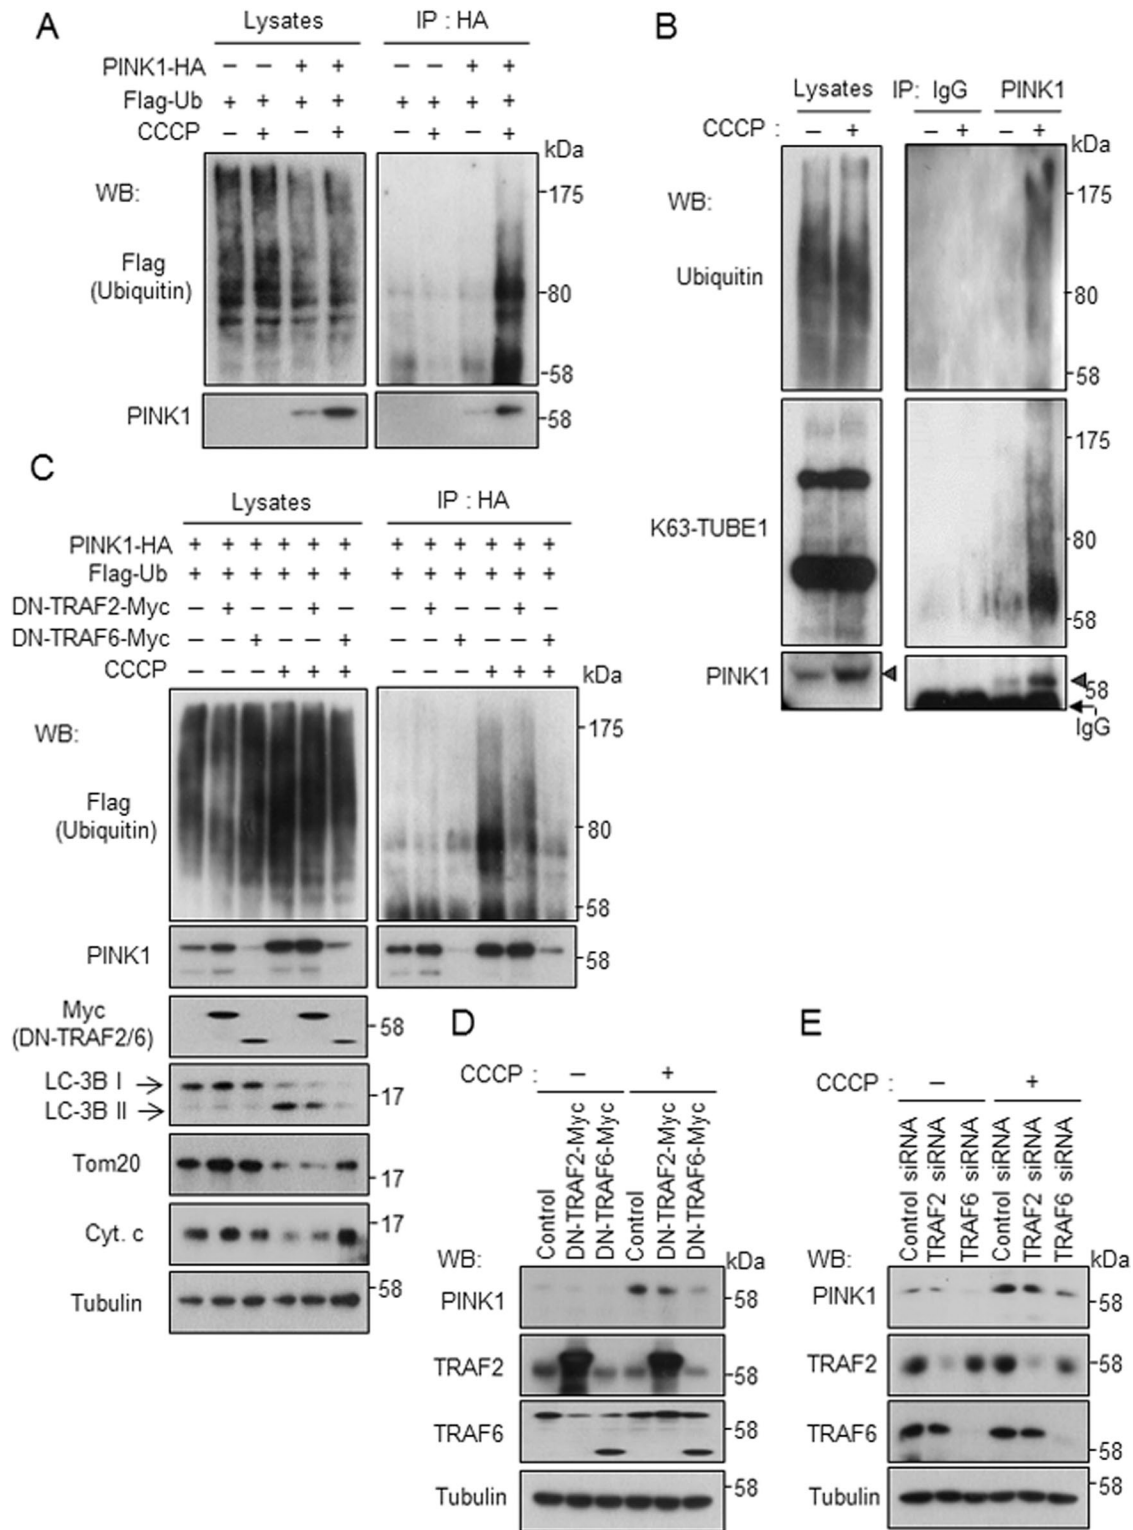 A
Lysates IP : HA
PINK1-HA − − + + − − + +
Flag-Ub + + + + + + + +
CCCP − + − + − + − +
kDa
WB:
175
Flag
(Ubiquitin)
80
58
PINK1
58
B
Lysates IP: IgG PINK1
CCCP : − + − + − +
kDa
WB:
175
Ubiquitin
80
58
175
K63-TUBE1
80
58
PINK1
58
IgG
C
Lysates IP : HA
PINK1-HA + + + + + + + + + + + +
Flag-Ub + + + + + + + + + + + +
DN-TRAF2-Myc − + − − + − − + − − + −
DN-TRAF6-Myc − − + − − + − − + − − +
CCCP − − − + + + − − − + + +
kDa
WB:
175
Flag
(Ubiquitin)
80
58
PINK1
58
Myc
(DN-TRAF2/6)
58
LC-3B I
17
LC-3B II
Tom20
17
Cyt. c
17
Tubulin
58
D
CCCP : − +
Control
DN-TRAF2-Myc
DN-TRAF6-Myc
Control
DN-TRAF2-Myc
DN-TRAF6-Myc
WB:
kDa
PINK1
58
TRAF2
58
TRAF6
58
Tubulin
58
E
CCCP : − +
Control siRNA
TRAF2 siRNA
TRAF6 siRNA
Control siRNA
TRAF2 siRNA
TRAF6 siRNA
WB:
kDa
PINK1
58
TRAF2
58
TRAF6
58
Tubulin
58